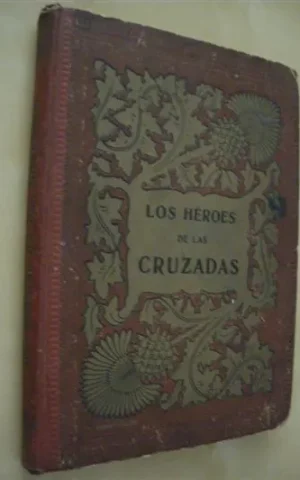 LOS HÉROES
DE LAS
CRUZADAS